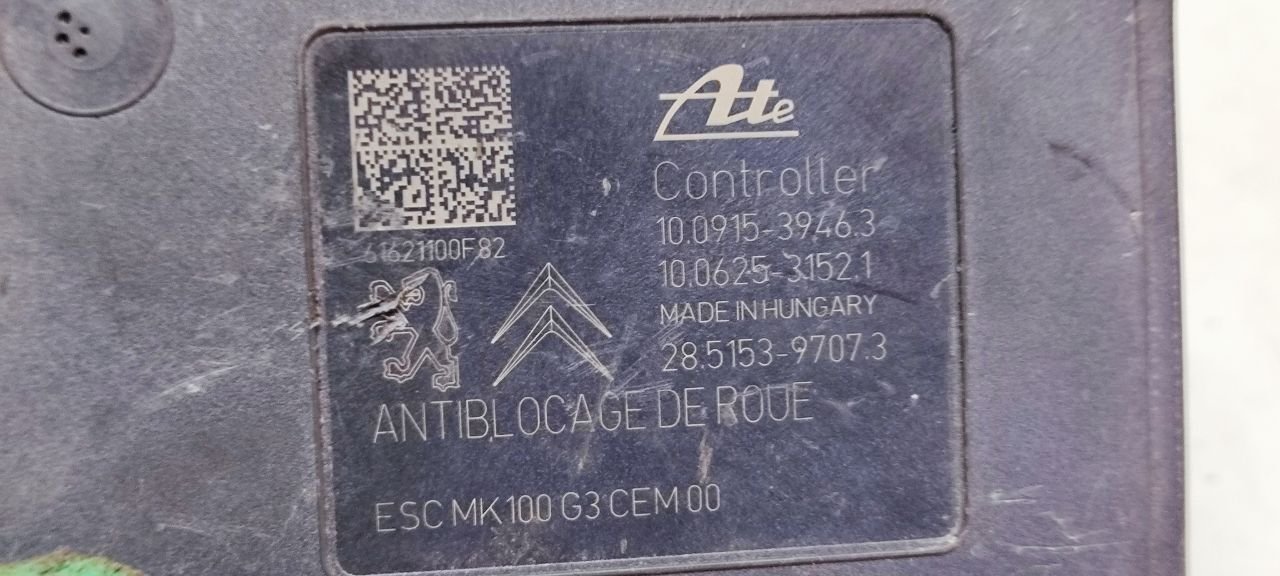 Ate
Controller
61621100F82
10.0915-3946.3
10.0625-3152.1
MADE IN HUNGARY
28.5153-9707.3
ANTIBLOCAGE DE ROUE
ESC MK100 G3 CEM 00